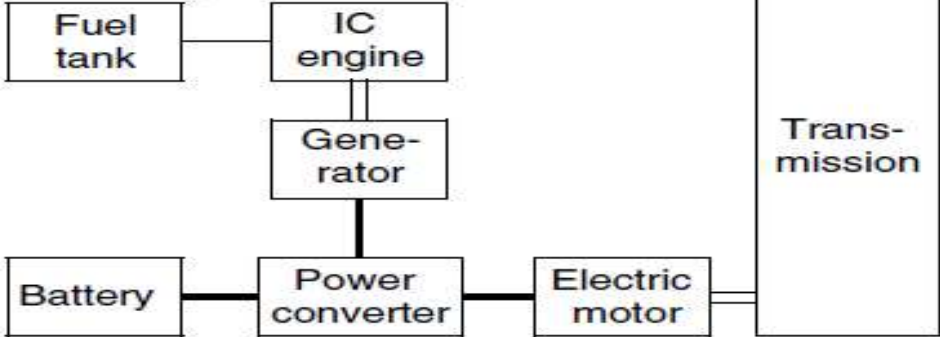 Fuel
tank
IC
engine
Gene-
rator
Trans-
mission
Battery
Power
converter
Electric
motor